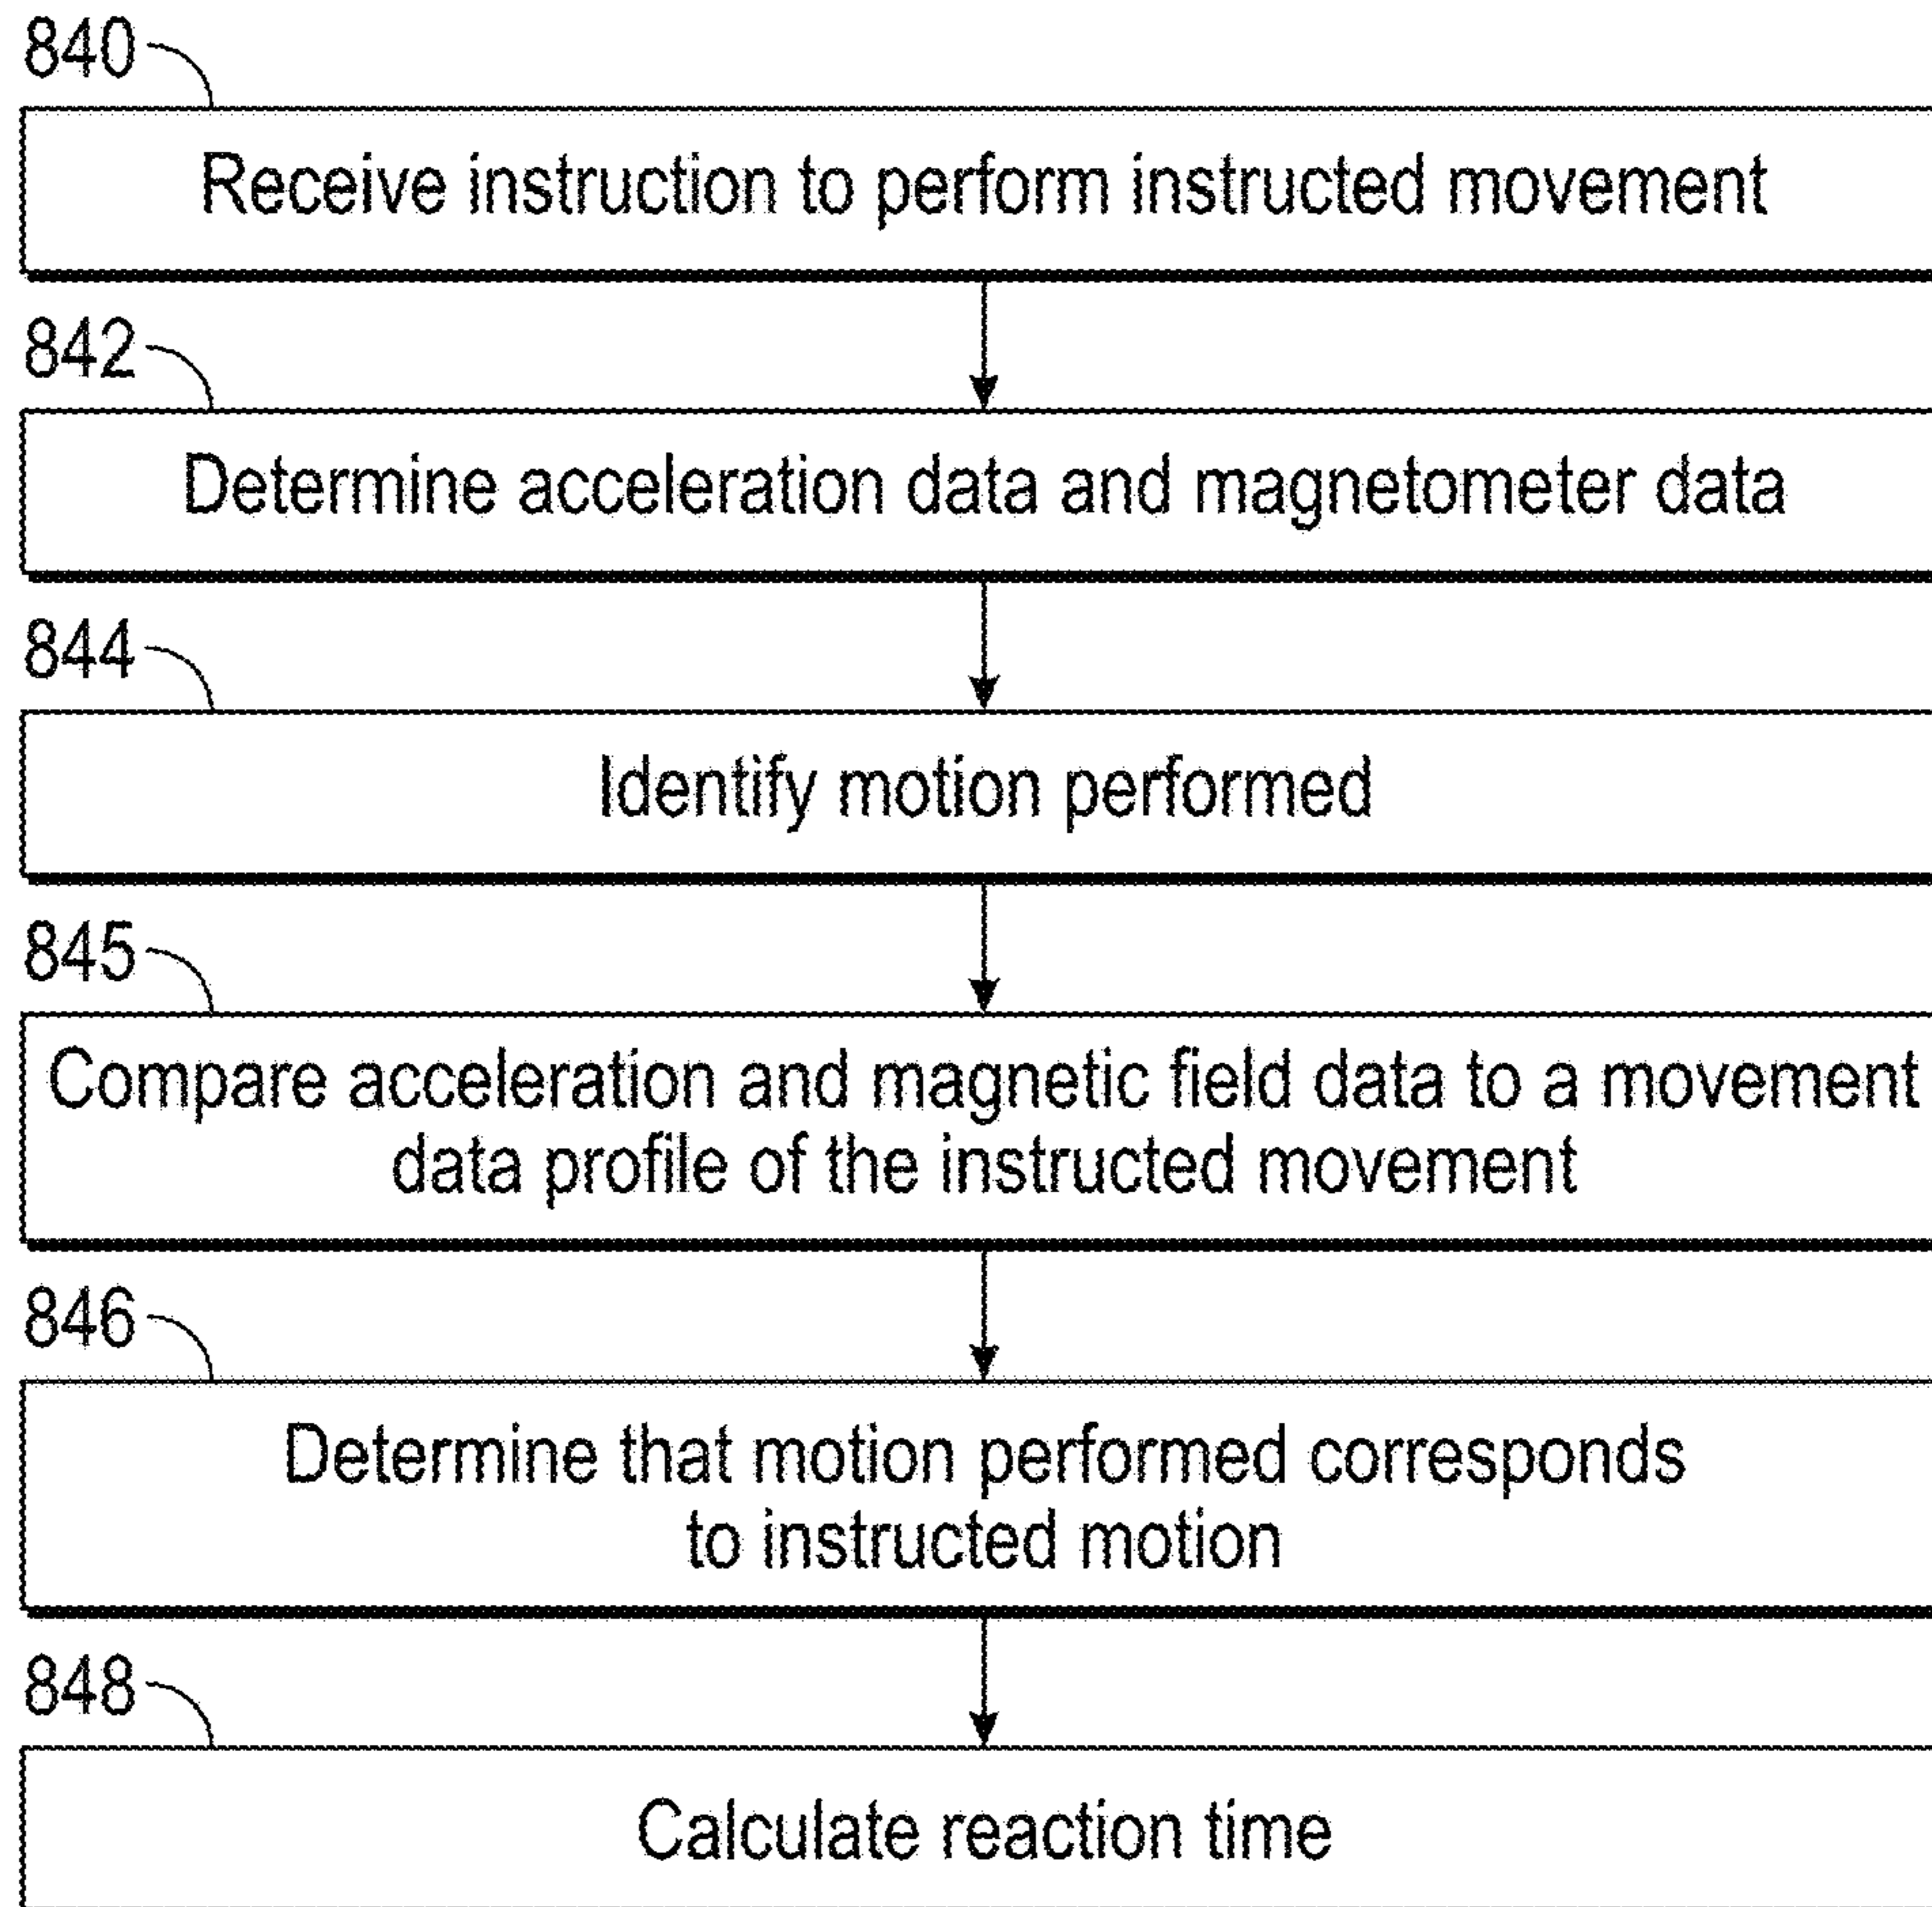 840
Receive instruction to perform instructed movement
842
Determine acceleration data and magnetometer data
844
Identify motion performed
845
Compare acceleration and magnetic field data to a movement
data profile of the instructed movement
846
Determine that motion performed corresponds
to instructed motion
848
Calculate reaction time